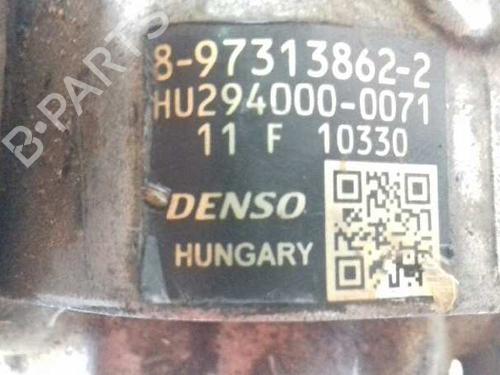 8-97313862-2
HU294000-0071
11 F 10330
DENSO
HUNGARY
B-PARTS